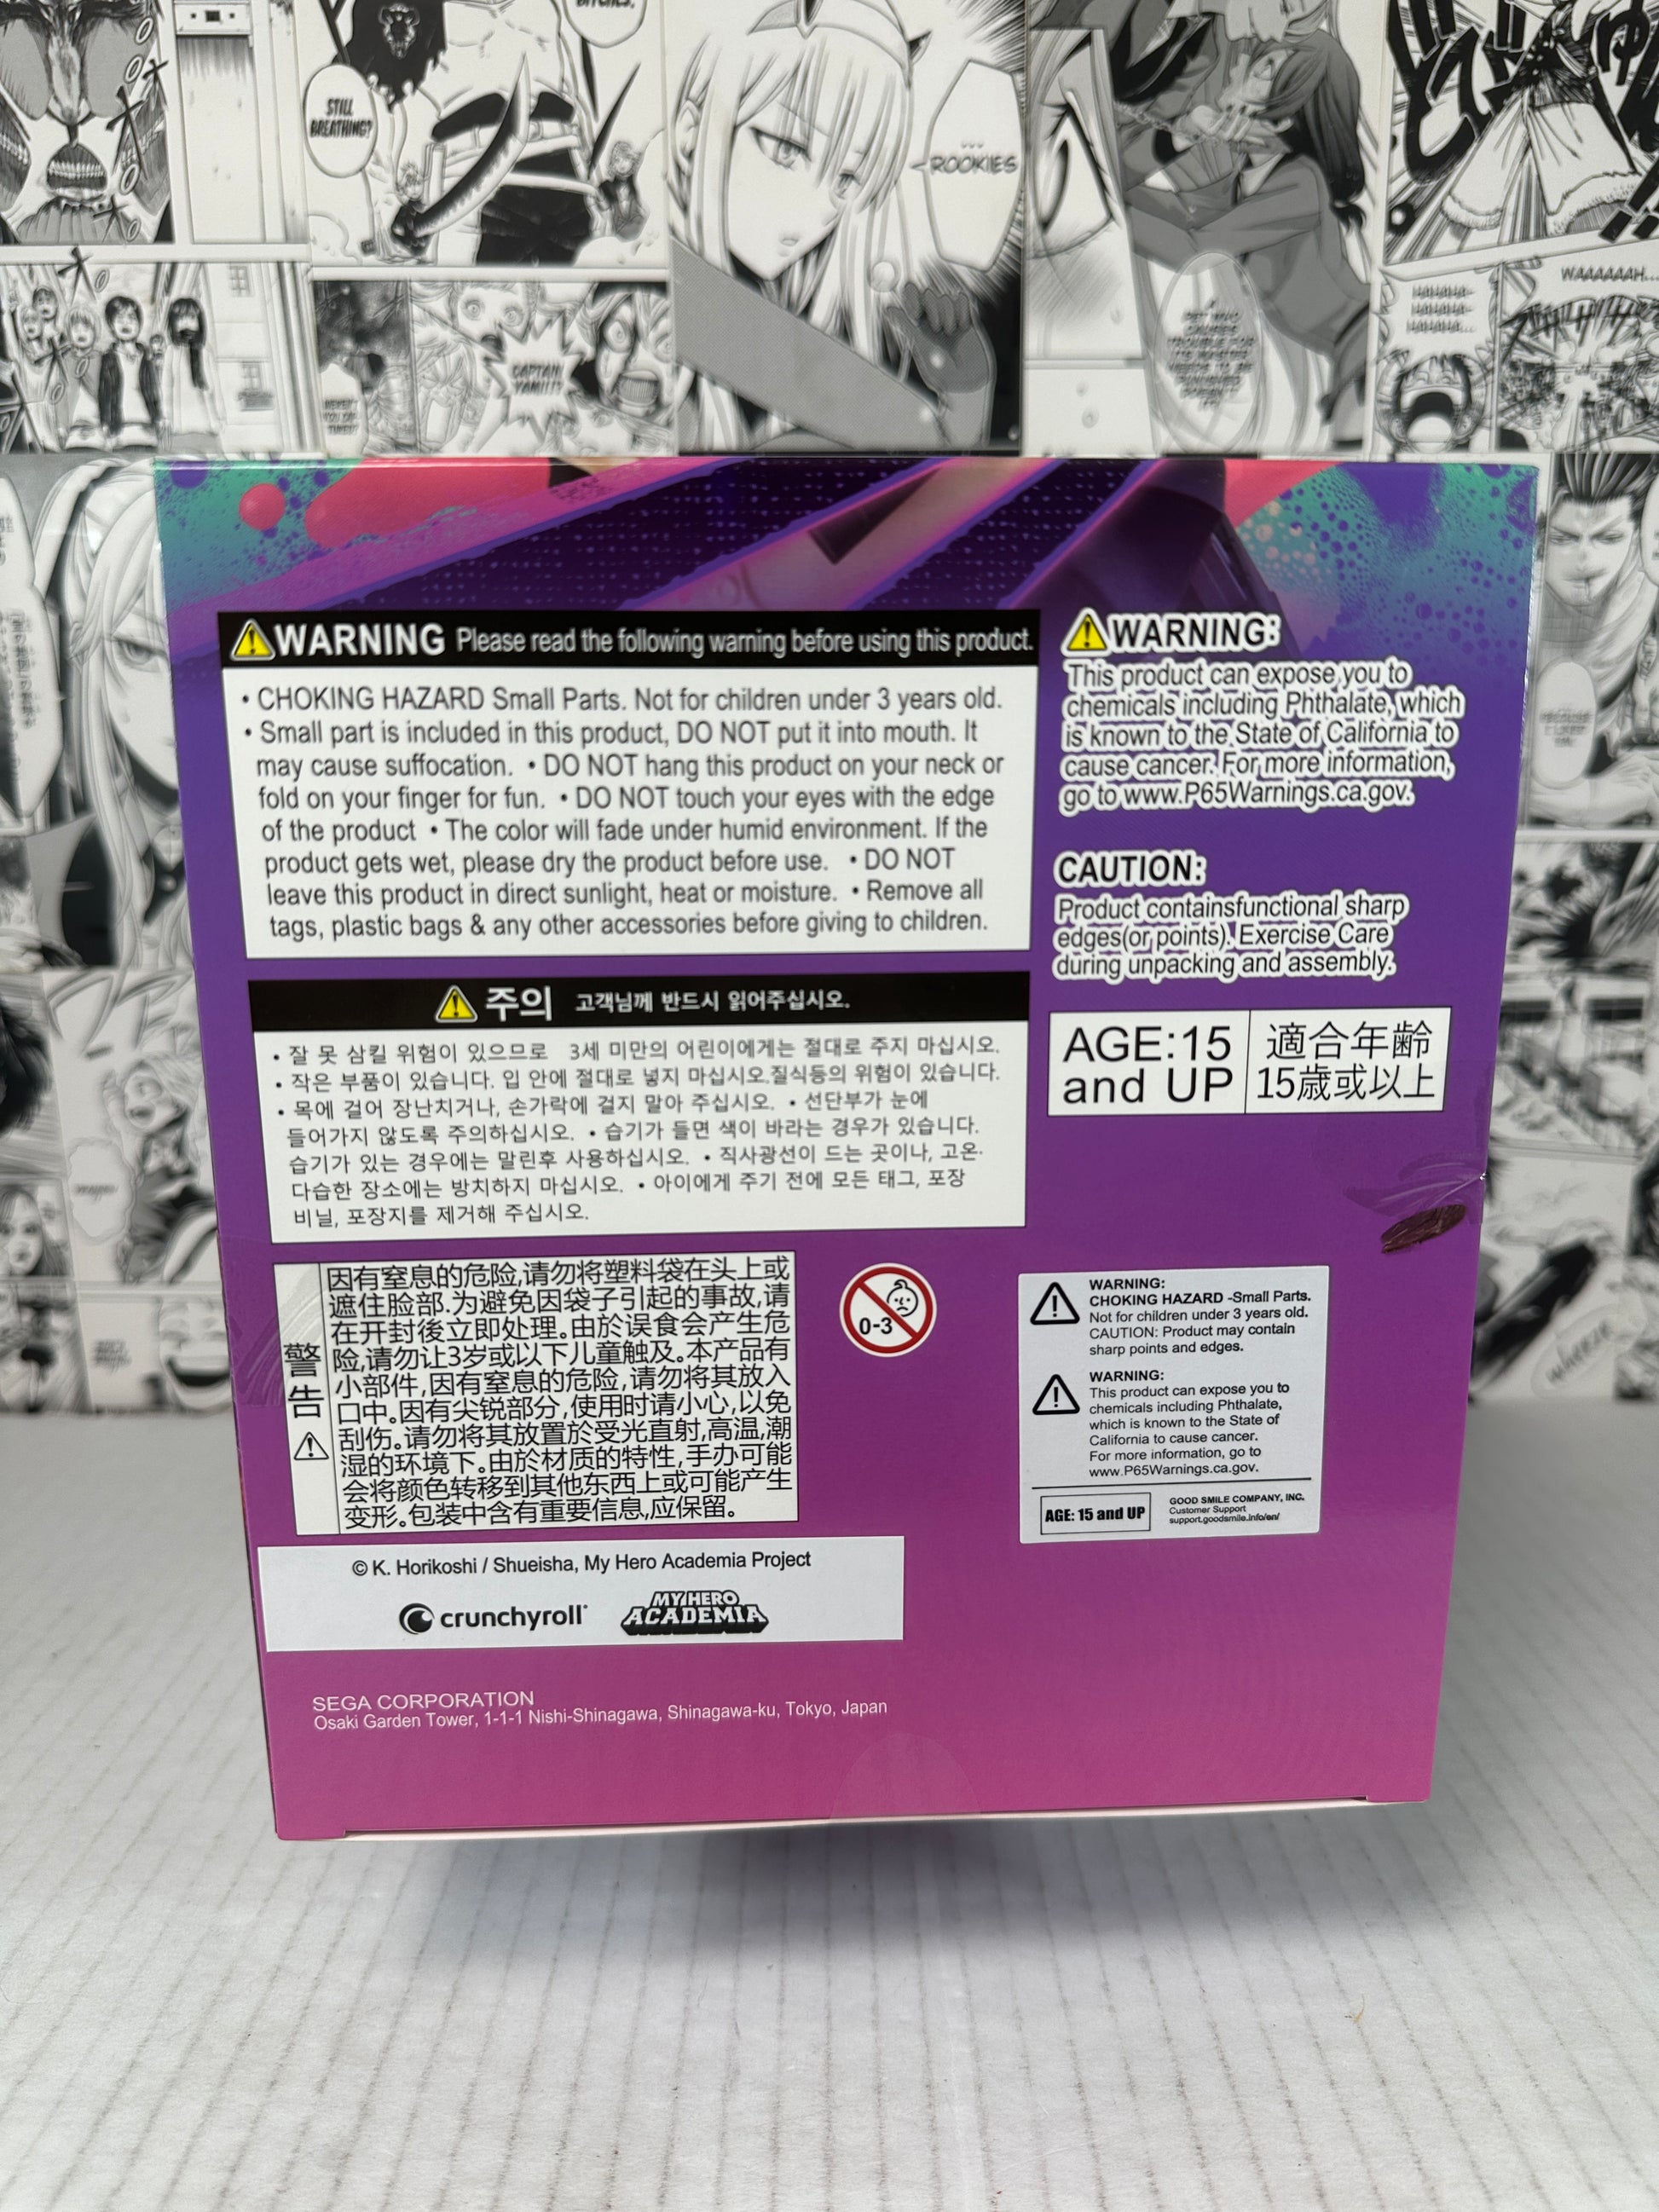 BITCHES,
STILL
BREATHING?
...
ROOKIES
CAPTAIN
YAMI!!?
WAAAAAAH...
HAHAHA-
HAHAHA-
HAHAHA...
⚠WARNING Please read the following warning before using this product.
• CHOKING HAZARD Small Parts. Not for children under 3 years old.
• Small part is included in this product, DO NOT put it into mouth. It
may cause suffocation. • DO NOT hang this product on your neck or
fold on your finger for fun. • DO NOT touch your eyes with the edge
of the product • The color will fade under humid environment. If the
product gets wet, please dry the product before use. • DO NOT
leave this product in direct sunlight, heat or moisture. • Remove all
tags, plastic bags & any other accessories before giving to children.
⚠WARNING:
This product can expose you to
chemicals including Phthalate, which
is known to the State of California to
cause cancer. For more information,
go to www.P65Warnings.ca.gov.
CAUTION:
Product containsfunctional sharp
edges(or points). Exercise Care
during unpacking and assembly.
⚠ 주의 고객님께 반드시 읽어주십시오.
• 잘 못 삼킬 위험이 있으므로 3세 미만의 어린이에게는 절대로 주지 마십시오.
• 작은 부품이 있습니다. 입 안에 절대로 넣지 마십시오.질식등의 위험이 있습니다.
• 목에 걸어 장난치거나, 손가락에 걸지 말아 주십시오. • 선단부가 눈에
들어가지 않도록 주의하십시오. • 습기가 들면 색이 바라는 경우가 있습니다.
습기가 있는 경우에는 말린후 사용하십시오. • 직사광선이 드는 곳이나, 고온·
다습한 장소에는 방치하지 마십시오. • 아이에게 주기 전에 모든 태그, 포장
비닐, 포장지를 제거해 주십시오.
AGE:15
and UP
適合年齢
15歳或以上
警告
因有窒息的危险,请勿将塑料袋在头上或
遮住脸部.为避免因袋子引起的事故,请
在开封後立即处理。由於误食会产生危
险,请勿让3岁或以下儿童触及。本产品有
小部件,因有窒息的危险,请勿将其放入
口中。因有尖锐部分,使用时请小心,以免
刮伤。请勿将其放置於受光直射,高温,潮
湿的环境下。由於材质的特性,手办可能
会将颜色转移到其他东西上或可能产生
变形。包装中含有重要信息,应保留。
0-3
WARNING:
CHOKING HAZARD -Small Parts.
Not for children under 3 years old.
CAUTION: Product may contain
sharp points and edges.
WARNING:
This product can expose you to
chemicals including Phthalate,
which is known to the State of
California to cause cancer.
For more information, go to
www.P65Warnings.ca.gov.
AGE: 15 and UP
GOOD SMILE COMPANY, INC.
Customer Support
support.goodsmile.info/en/
© K. Horikoshi / Shueisha, My Hero Academia Project
crunchyroll
MY HERO
ACADEMIA
SEGA CORPORATION
Osaki Garden Tower, 1-1-1 Nishi-Shinagawa, Shinagawa-ku, Tokyo, Japan
wheeze